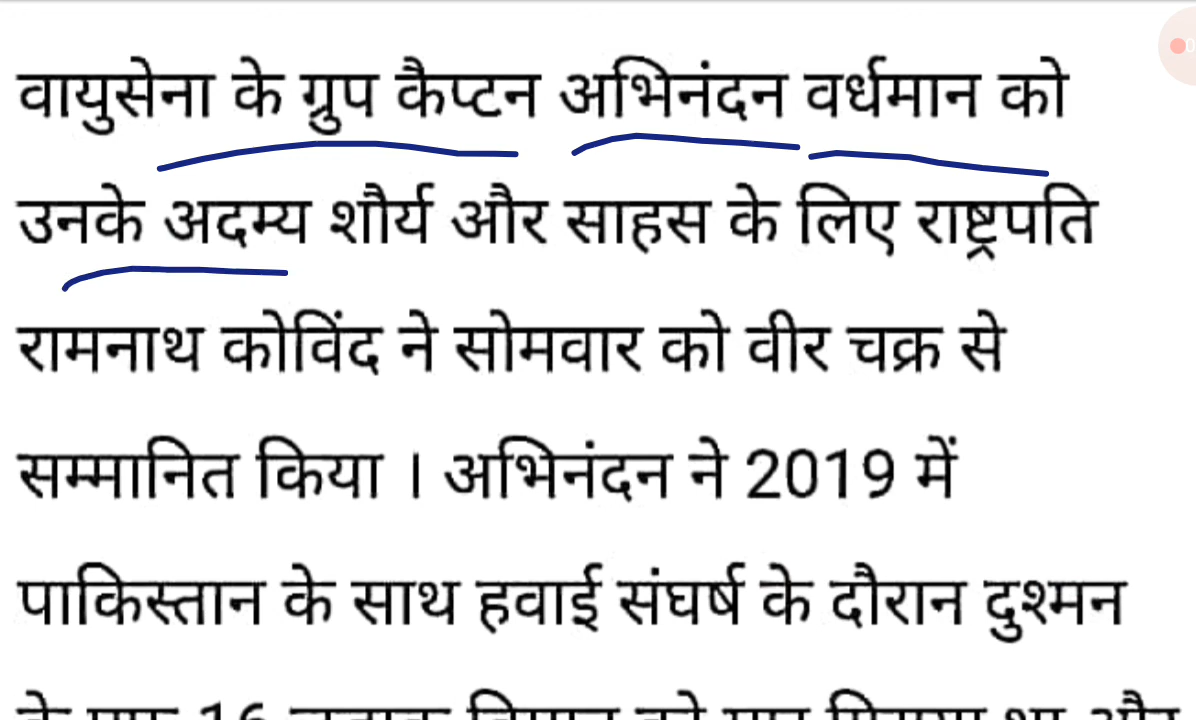 वायुसेना के ग्रुप कैप्टन अभिनंदन वर्धमान को
उनके अदम्य शौर्य और साहस के लिए राष्ट्रपति
रामनाथ कोविंद ने सोमवार को वीर चक्र से
सम्मानित किया । अभिनंदन ने 2019 में
पाकिस्तान के साथ हवाई संघर्ष के दौरान दुश्मन